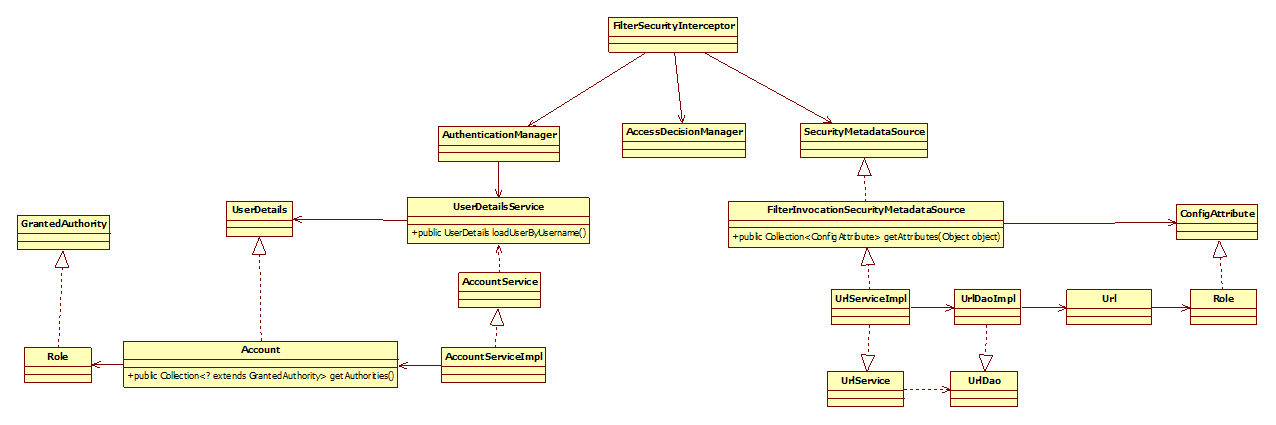 FilterSecurityInterceptor
AuthenticationManager
AccessDecisionManager
SecurityMetadataSource
GrantedAuthority
UserDetails
UserDetailsService
+public UserDetails loadUserByUsername()
FilterInvocationSecurityMetadataSource
+public Collection<ConfigAttribute> getAttributes(Object object)
ConfigAttribute
AccountService
UrlServiceImpl
UrlDaoImpl
Url
Role
Role
Account
+public Collection<? extends GrantedAuthority> getAuthorities()
AccountServiceImpl
UrlService
UrlDao